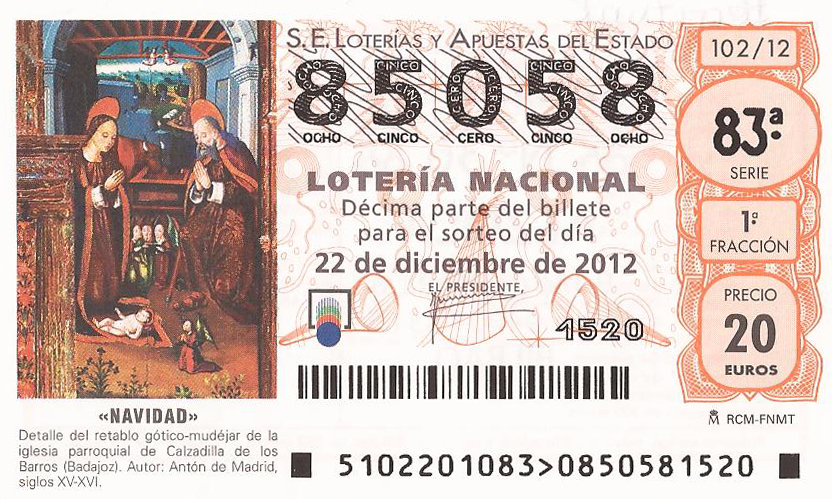 S.E. LOTERÍAS Y APUESTAS DEL ESTADO
85058
OCHO CINCO CERO CINCO OCHO
LOTERÍA NACIONAL
Décima parte del billete
para el sorteo del día
22 de diciembre de 2012
EL PRESIDENTE,
1520
102/12
83.ª
SERIE
1.ª
FRACCIÓN
PRECIO
20
EUROS
RCM-FNMT
«NAVIDAD»
Detalle del retablo gótico-mudéjar de la
iglesia parroquial de Calzadilla de los
Barros (Badajoz). Autor: Antón de Madrid,
siglos XV-XVI.
5102201083>0850581520